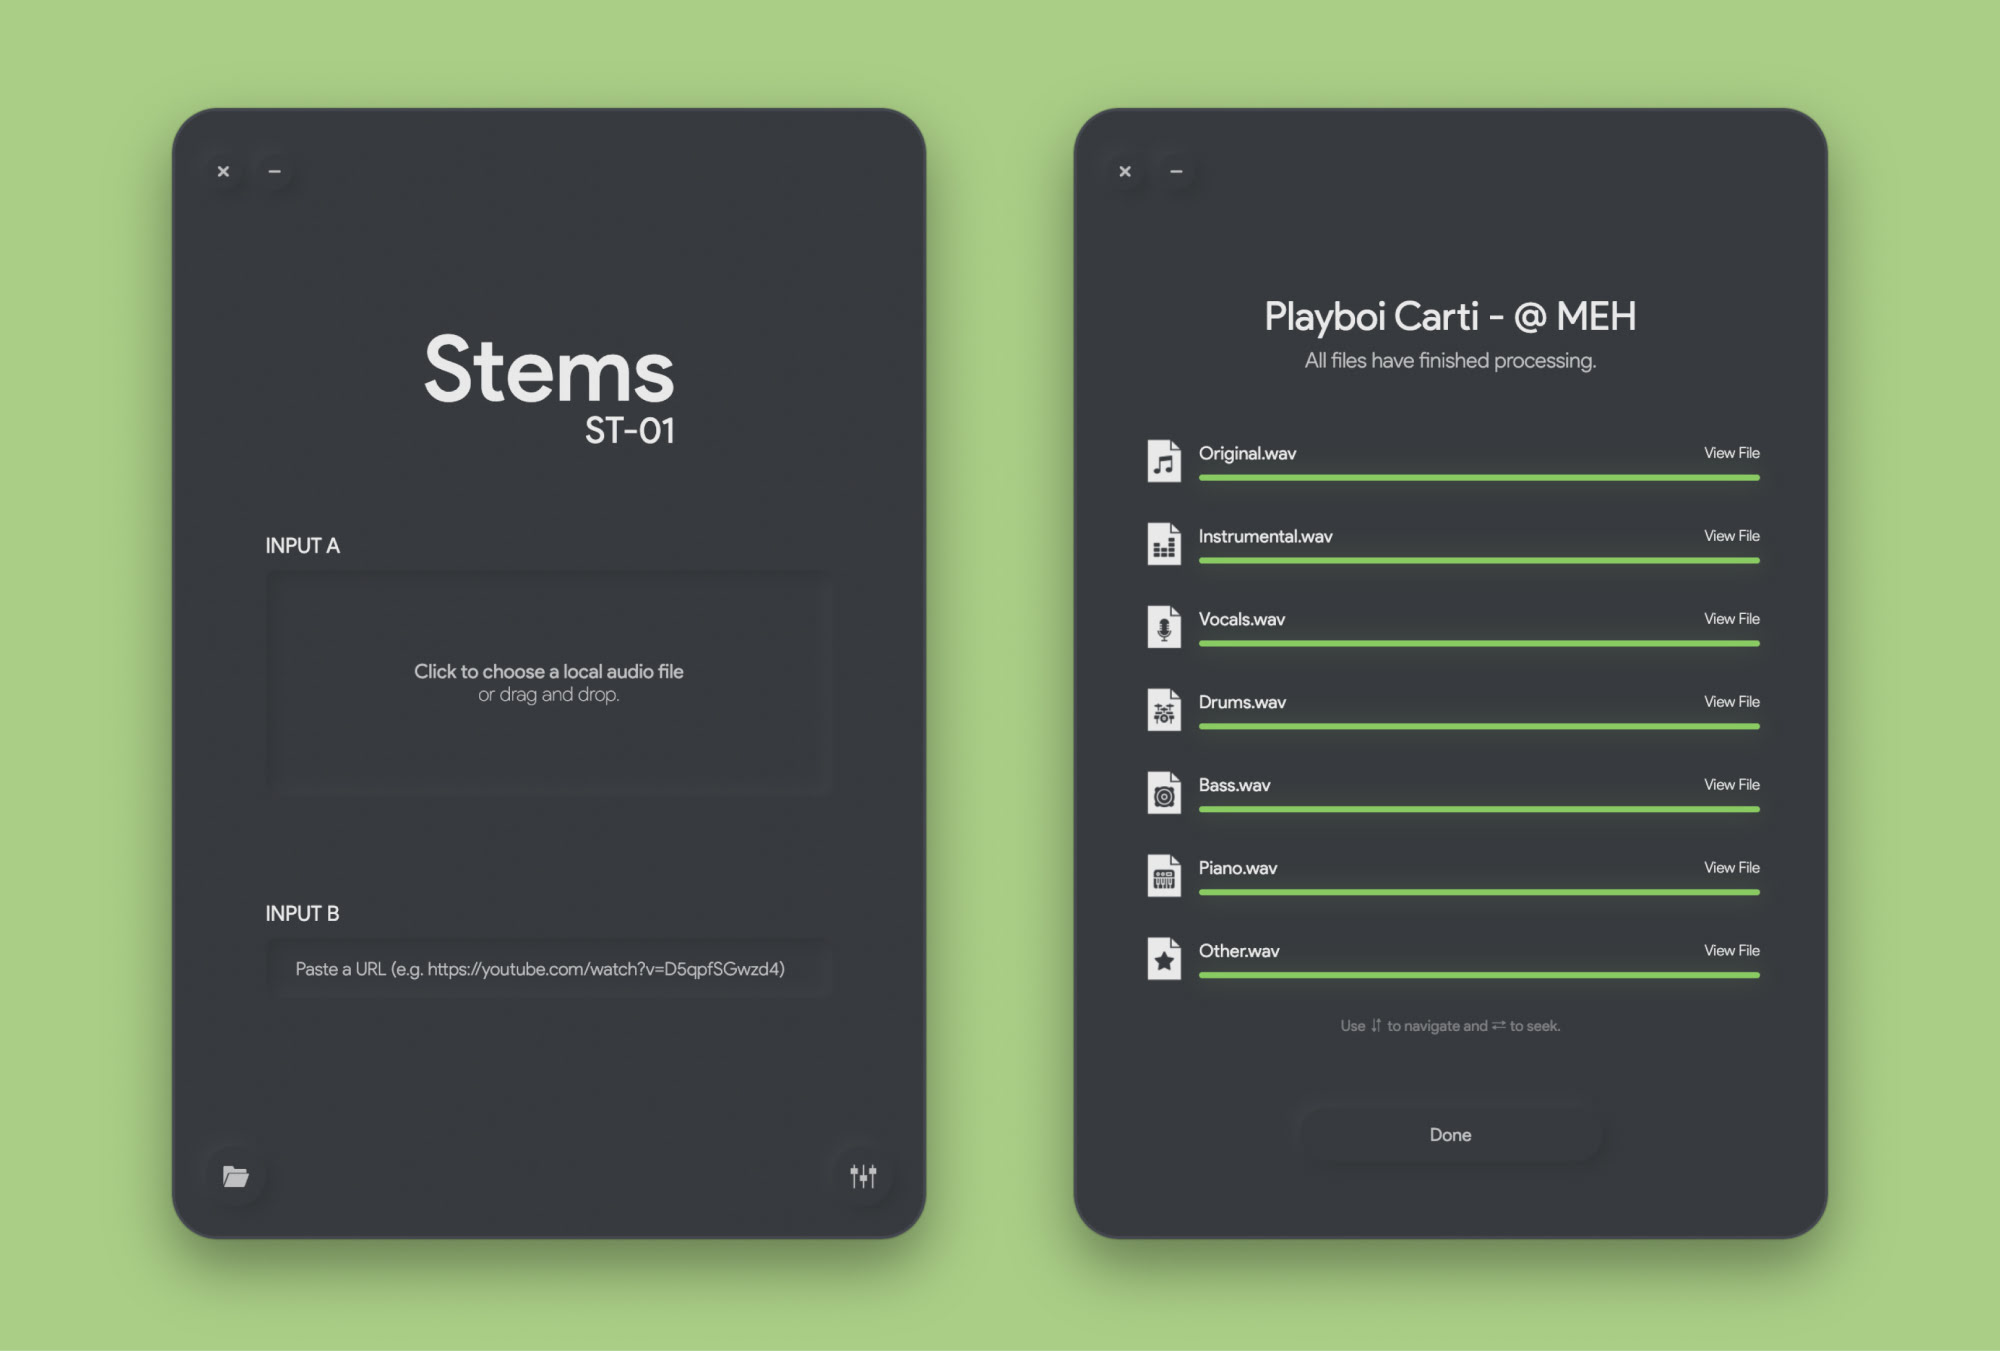 Stems
ST-01
INPUT A
Click to choose a local audio file
or drag and drop.
INPUT B
Paste a URL (e.g. https://youtube.com/watch?v=D5qpfSGwzd4)
Playboi Carti - @ MEH
All files have finished processing.
Original.wav View File
Instrumental.wav View File
Vocals.wav View File
Drums.wav View File
Bass.wav View File
Piano.wav View File
Other.wav View File
Use ⇅ to navigate and ⇄ to seek.
Done